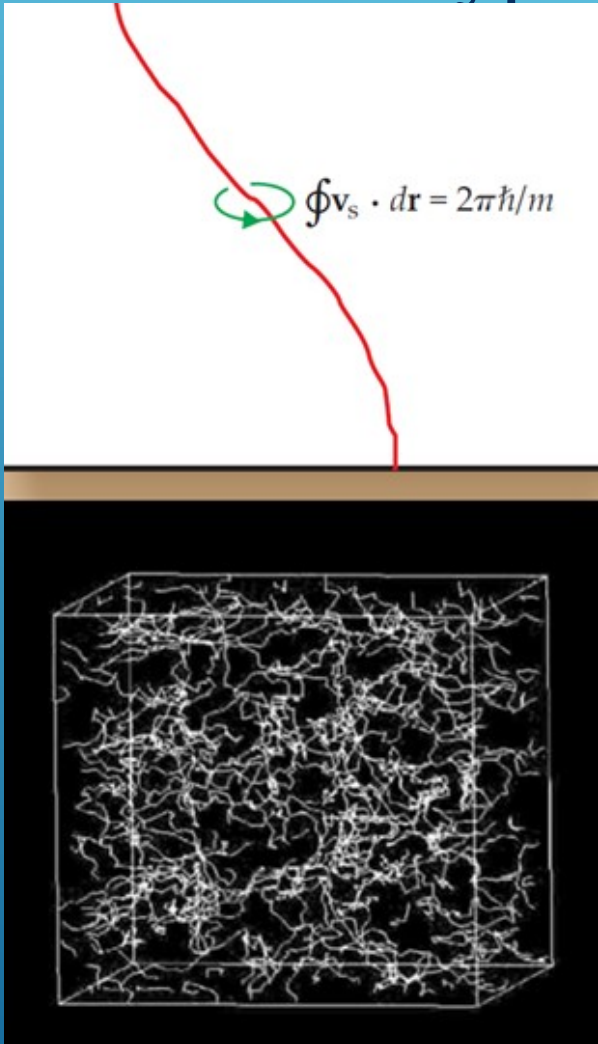 ∮v_s · dr = 2πℏ/m